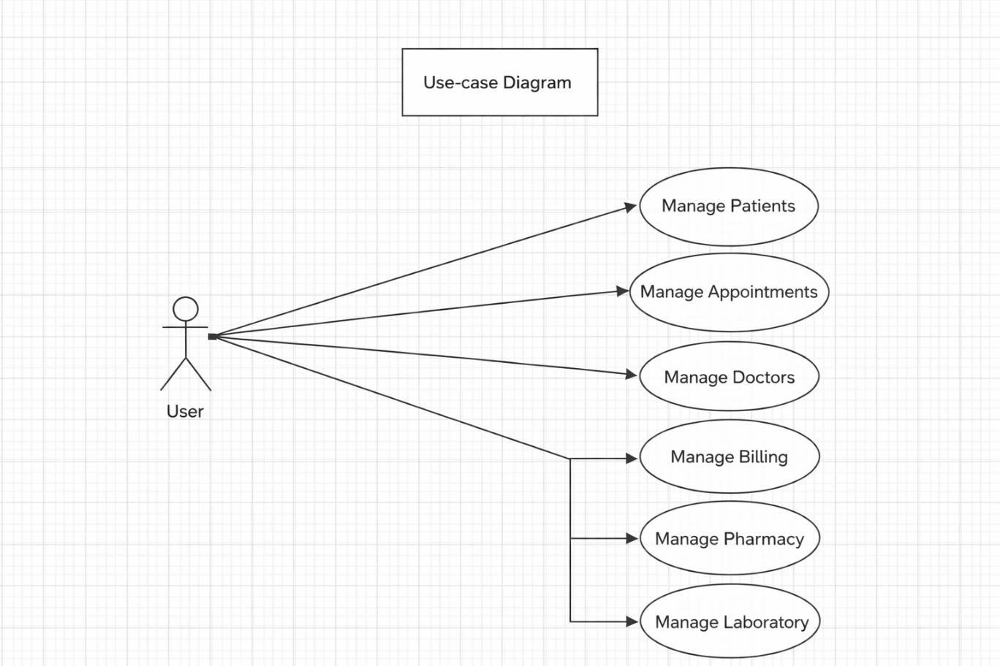 Use-case Diagram
Manage Patients
Manage Appointments
Manage Doctors
User
Manage Billing
Manage Pharmacy
Manage Laboratory